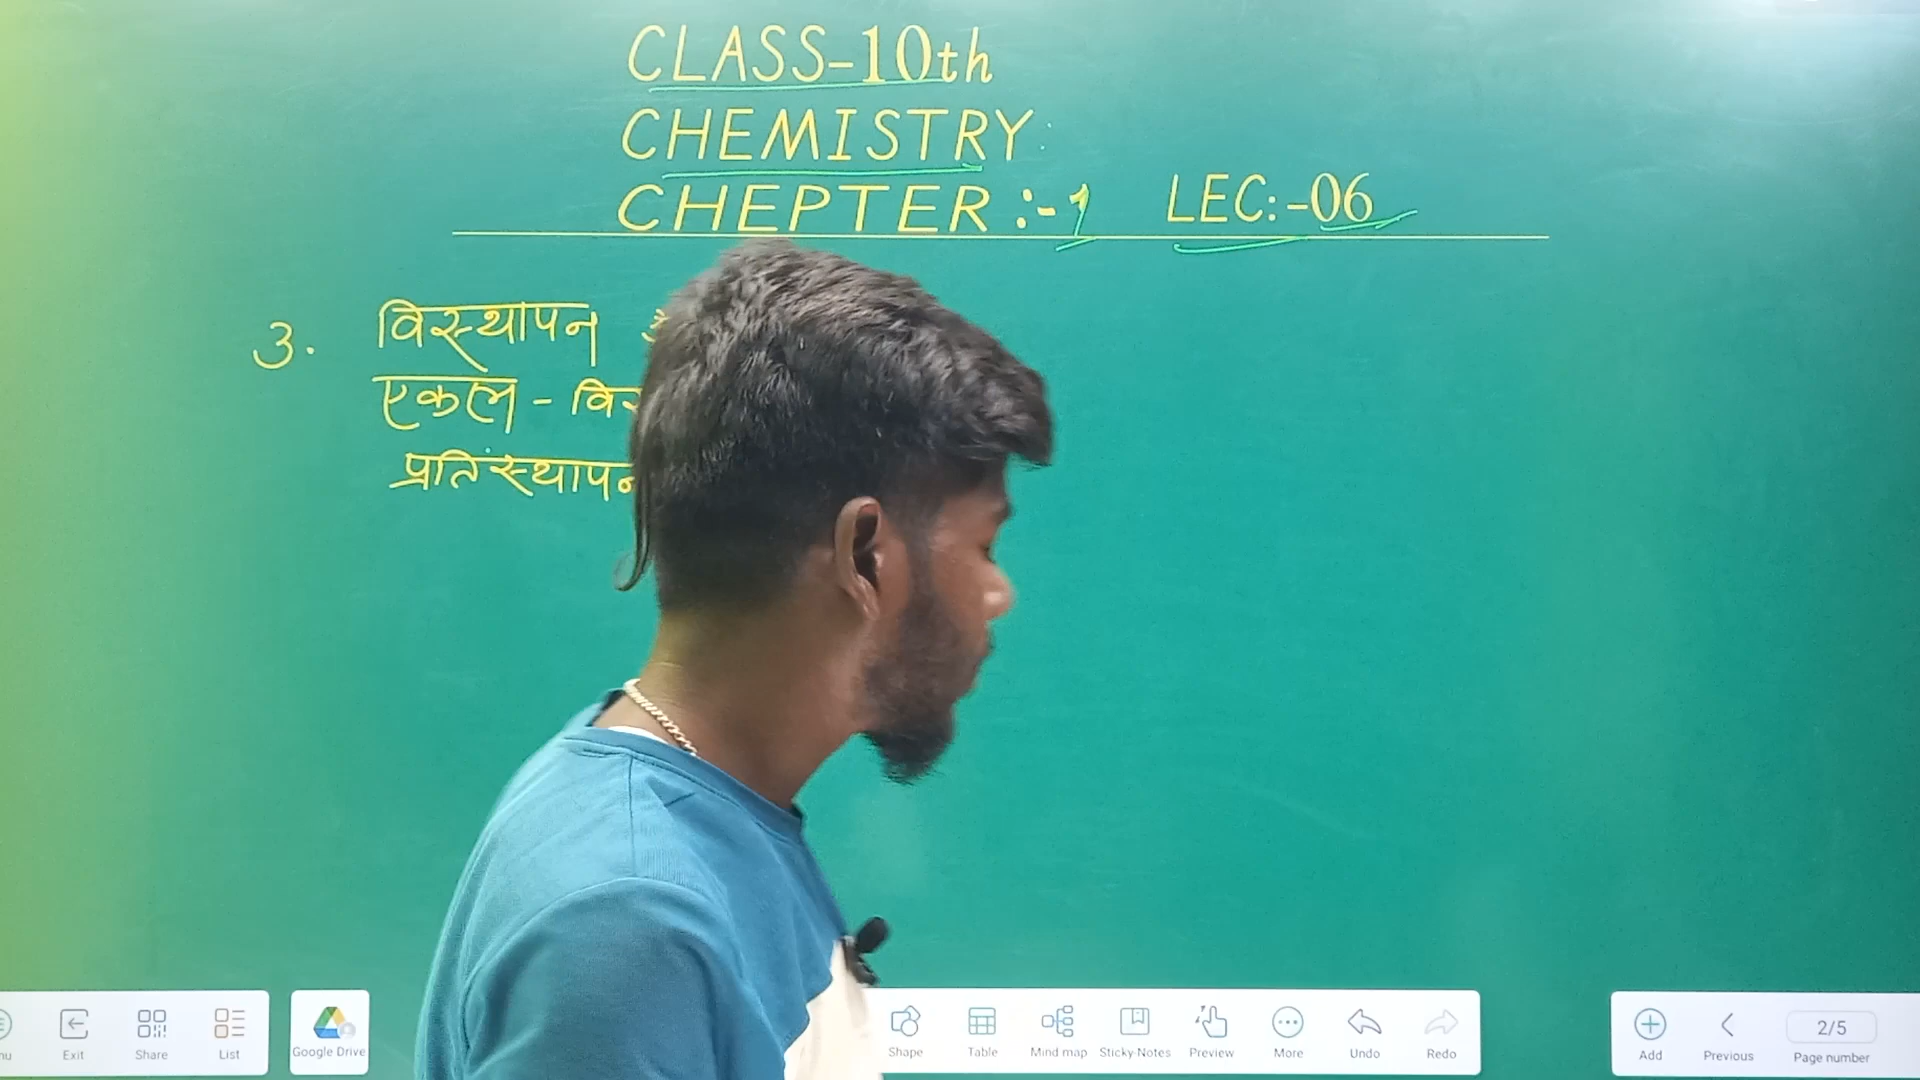 CLASS-10th
CHEMISTRY
CHEPTER :- 1 LEC:-06
3. विस्थापन
एकल -
Exit
Share
List
Google Drive
Shape
Table
Mind map
Sticky Notes
Preview
More
Undo
Redo
Add
Previous
2/5
Page number